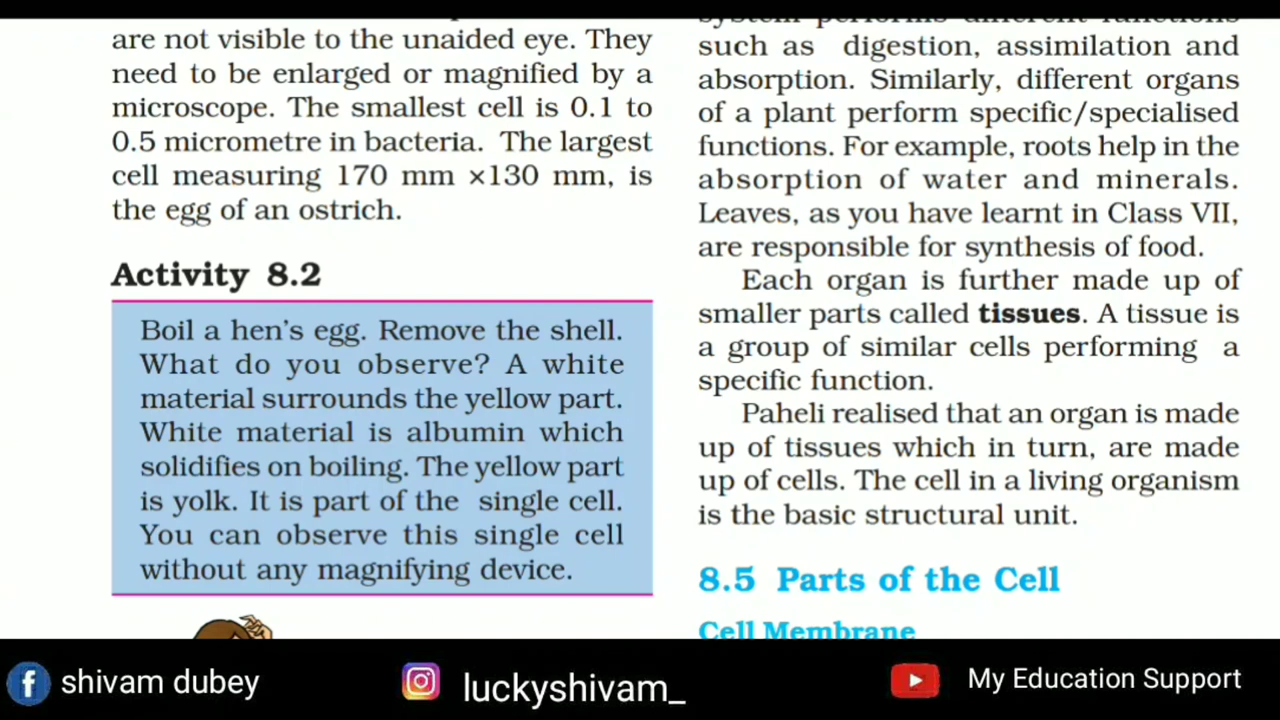 are not visible to the unaided eye. They
need to be enlarged or magnified by a
microscope. The smallest cell is 0.1 to
0.5 micrometre in bacteria. The largest
cell measuring 170 mm ×130 mm, is
the egg of an ostrich.
Activity 8.2
Boil a hen's egg. Remove the shell.
What do you observe? A white
material surrounds the yellow part.
White material is albumin which
solidifies on boiling. The yellow part
is yolk. It is part of the single cell.
You can observe this single cell
without any magnifying device.
system performs different functions
such as digestion, assimilation and
absorption. Similarly, different organs
of a plant perform specific/specialised
functions. For example, roots help in the
absorption of water and minerals.
Leaves, as you have learnt in Class VII,
are responsible for synthesis of food.
Each organ is further made up of
smaller parts called tissues. A tissue is
a group of similar cells performing a
specific function.
Paheli realised that an organ is made
up of tissues which in turn, are made
up of cells. The cell in a living organism
is the basic structural unit.
8.5 Parts of the Cell
Cell Membrane
shivam dubey
luckyshivam_
My Education Support